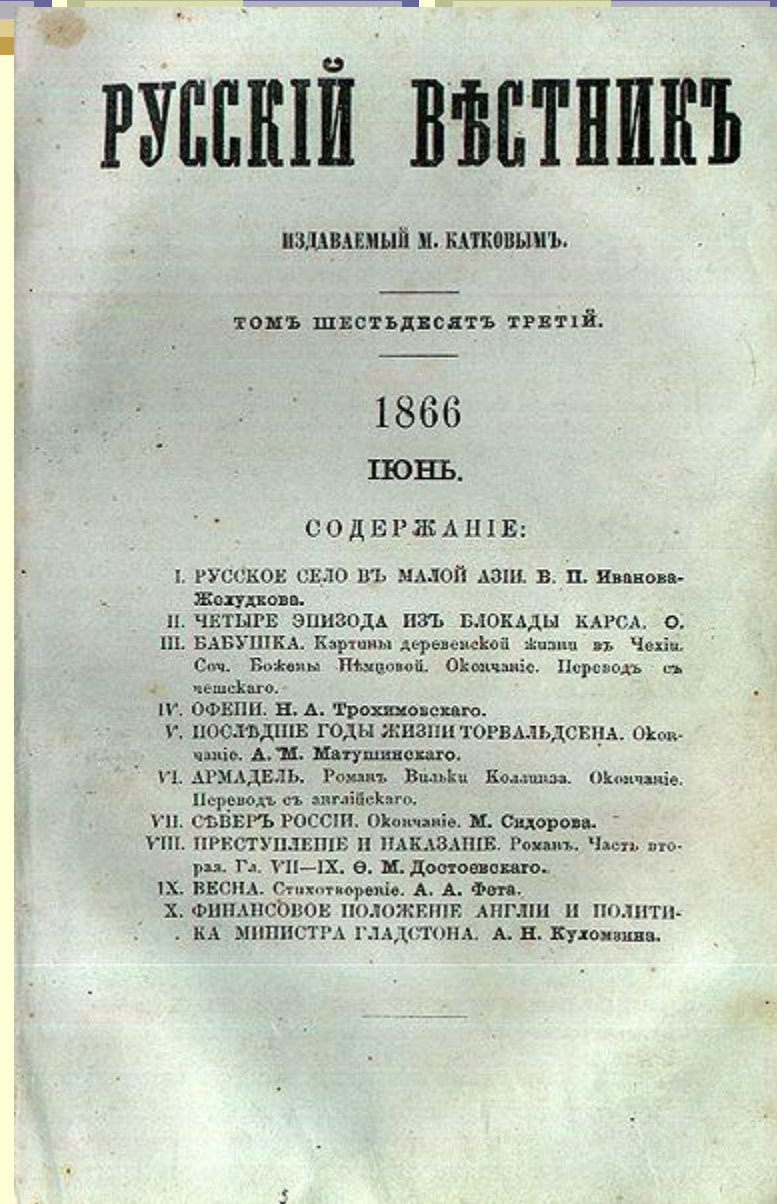 РУССКІЙ ВѢСТНИКЪ
ИЗДАВАЕМЫЙ М. КАТКОВЫМЪ.
ТОМЪ ШЕСТЬДЕСЯТЪ ТРЕТІЙ.
1866
ІЮНЬ.
СОДЕРЖАНІЕ:
I. РУССКОЕ СЕЛО ВЪ МАЛОЙ АЗІИ. В. П. Иванова-
Желудкова.
II. ЧЕТЫРЕ ЭПИЗОДА ИЗЪ БЛОКАДЫ КАРСА. О.
III. БАБУШКА. Картины деревенской жизни въ Чехіи.
Соч. Божены Нѣмцовой. Окончаніе. Переводъ съ
чешскаго.
IV. ОФЕНИ. Н. А. Трохимовскаго.
V. ПОСЛѢДНІЕ ГОДЫ ЖИЗНИ ТОРВАЛЬДСЕНА. Окон-
чаніе. А. М. Матушинскаго.
VI. АРМАДЕЛЬ. Романъ Вильки Коллинза. Окончаніе.
Переводъ съ англійскаго.
VII. СѢВЕРЪ РОССІИ. Окончаніе. М. Сидорова.
VIII. ПРЕСТУПЛЕНІЕ И НАКАЗАНІЕ. Романъ. Часть вто-
рая. Гл. VII—IX. Ѳ. М. Достоевскаго.
IX. ВЕСНА. Стихотвореніе. А. А. Фета.
X. ФИНАНСОВОЕ ПОЛОЖЕНІЕ АНГЛІИ И ПОЛИТИ-
КА МИНИСТРА ГЛАДСТОНА. А. Н. Куломзина.
5